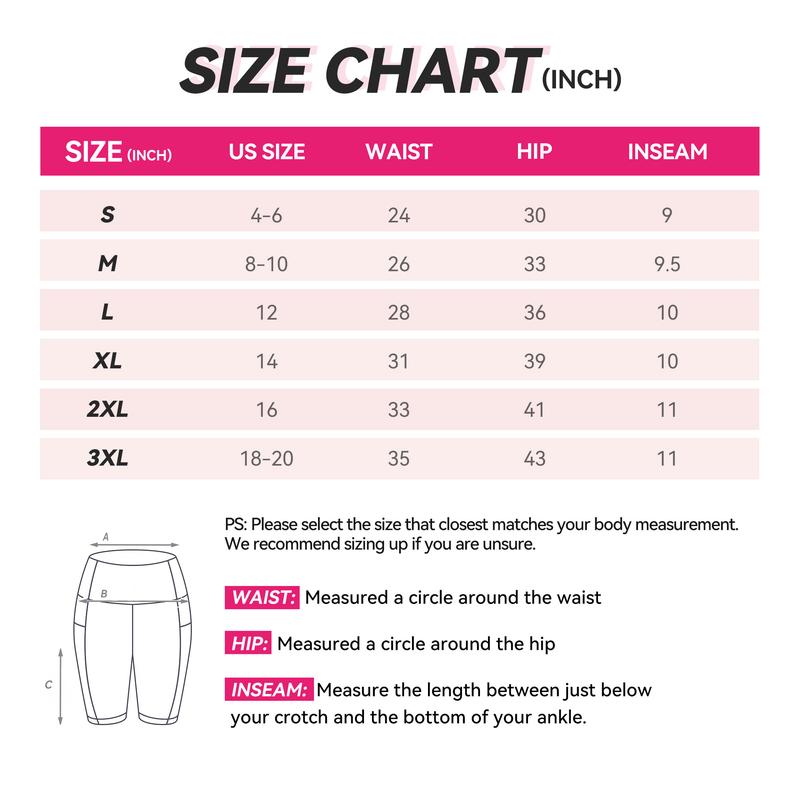 SIZE CHART (INCH)
SIZE (INCH) US SIZE WAIST HIP INSEAM
S 4-6 24 30 9
M 8-10 26 33 9.5
L 12 28 36 10
XL 14 31 39 10
2XL 16 33 41 11
3XL 18-20 35 43 11
PS: Please select the size that closest matches your body measurement.
We recommend sizing up if you are unsure.
A
B
C
WAIST: Measured a circle around the waist
HIP: Measured a circle around the hip
INSEAM: Measure the length between just below
your crotch and the bottom of your ankle.